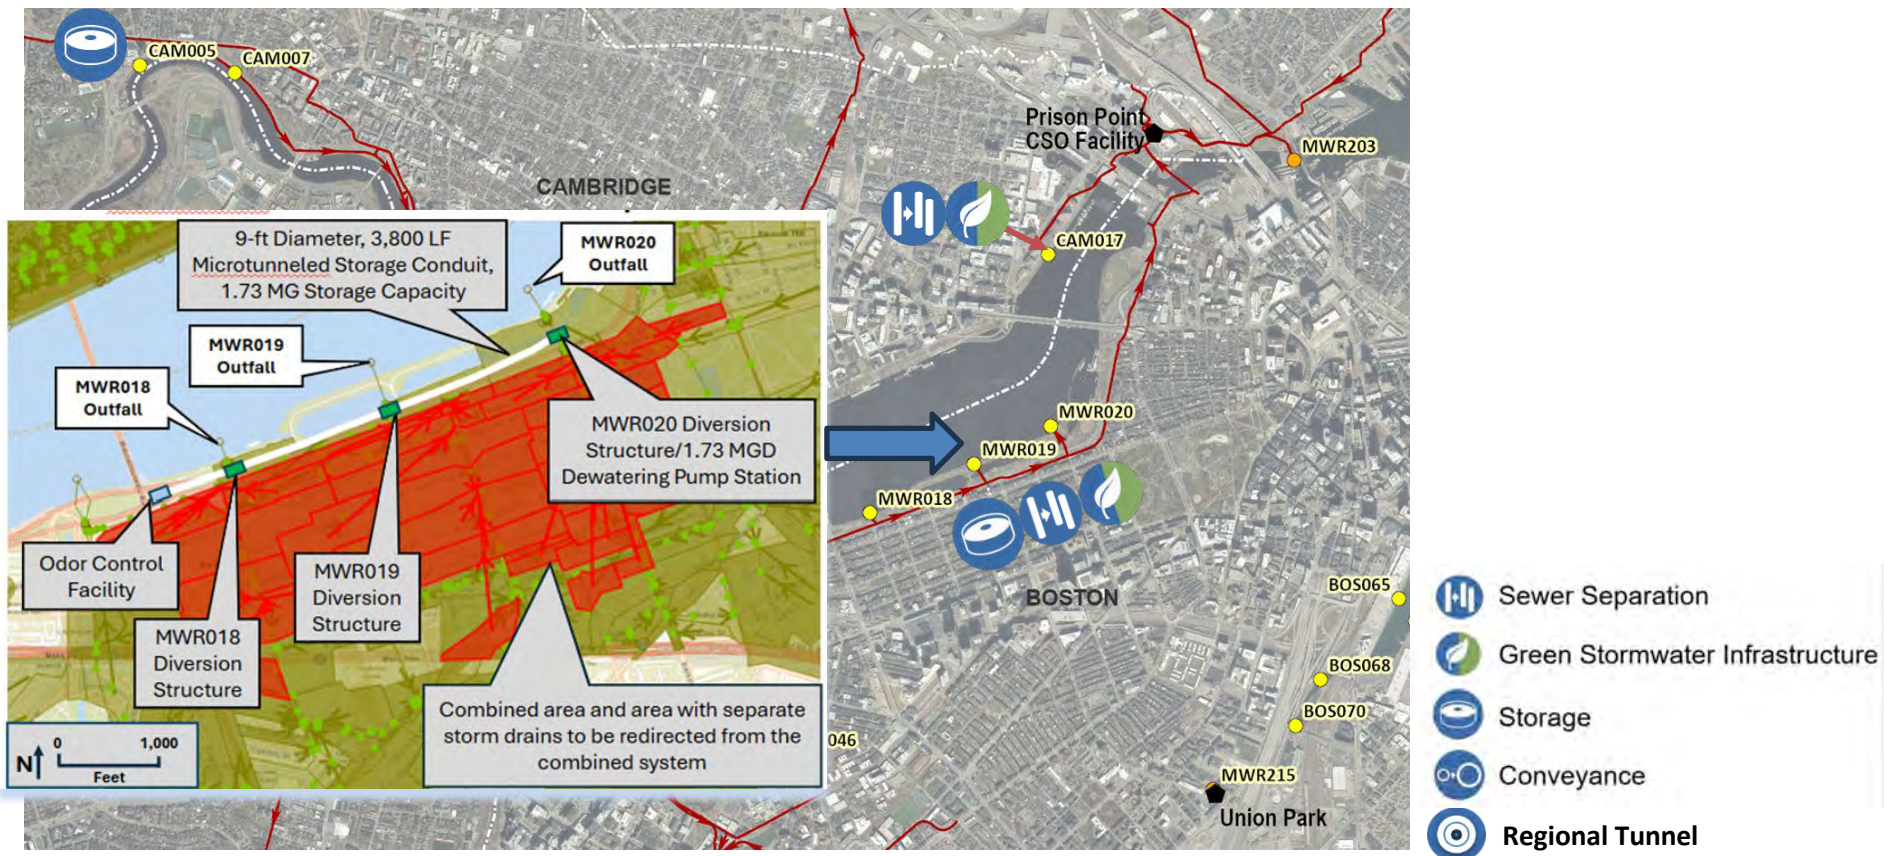 CAM005
CAM007
Prison Point
CSO Facility
MWR203
CAMBRIDGE
CAM017
9-ft Diameter, 3,800 LF
Microtunneled Storage Conduit,
1.73 MG Storage Capacity
MWR020
Outfall
MWR019
Outfall
MWR018
Outfall
MWR020 Diversion
Structure/1.73 MGD
Dewatering Pump Station
Odor Control
Facility
MWR018
Diversion
Structure
MWR019
Diversion
Structure
Combined area and area with separate
storm drains to be redirected from the
combined system
N
0 1,000
Feet
MWR020
MWR019
MWR018
BOSTON
BOS065
BOS068
BOS070
046
MWR215
Union Park
Sewer Separation
Green Stormwater Infrastructure
Storage
Conveyance
Regional Tunnel